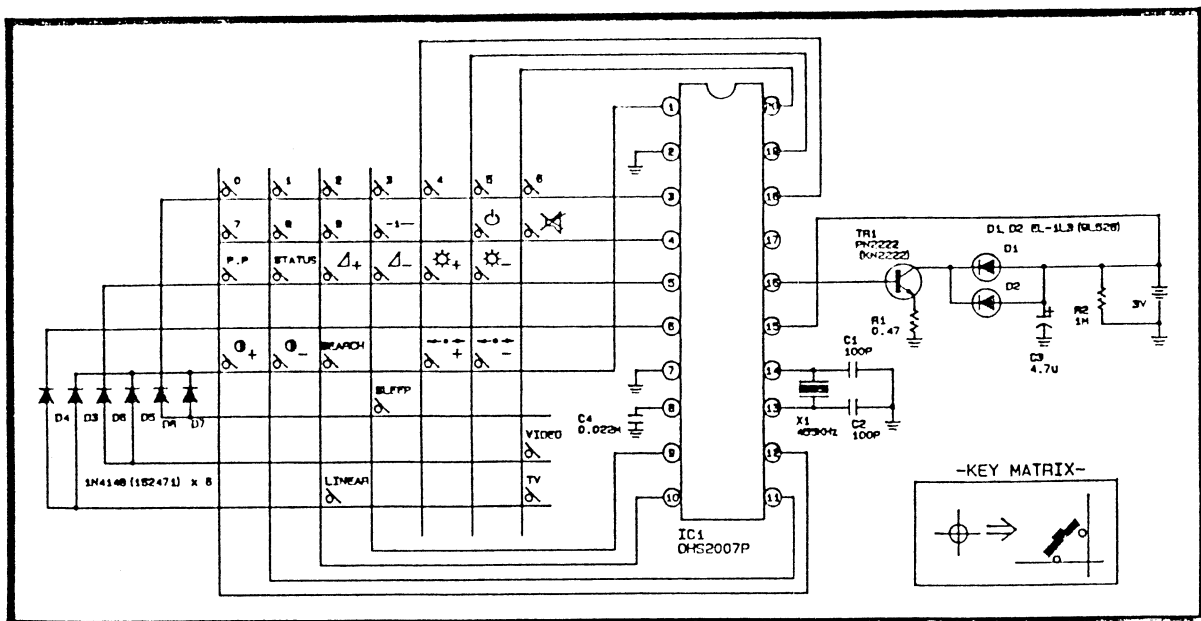 1
2
19
0 1 2 3 4 5 6
3
18
7 8 9 -1--
4
17
TR1
PN2222
(KN2222)
D1, D2 EL-1L3 (GL528)
D1
P.P STATUS + - + -
5
16
D2
R1
0.47
R2
1M
3V
6
15
C3
4.7U
+
+ - SEARCH + -
7
14
C1
100P
D4 D3 D6 D5 D8 D7
SLEEP
C4
0.022M
8
13
X1
455KHz
C2
100P
VIDEO
9
12
1N4148 (1S2471) X 6
LINEAR TV
10
11
-KEY MATRIX-
IC1
OHS2007P